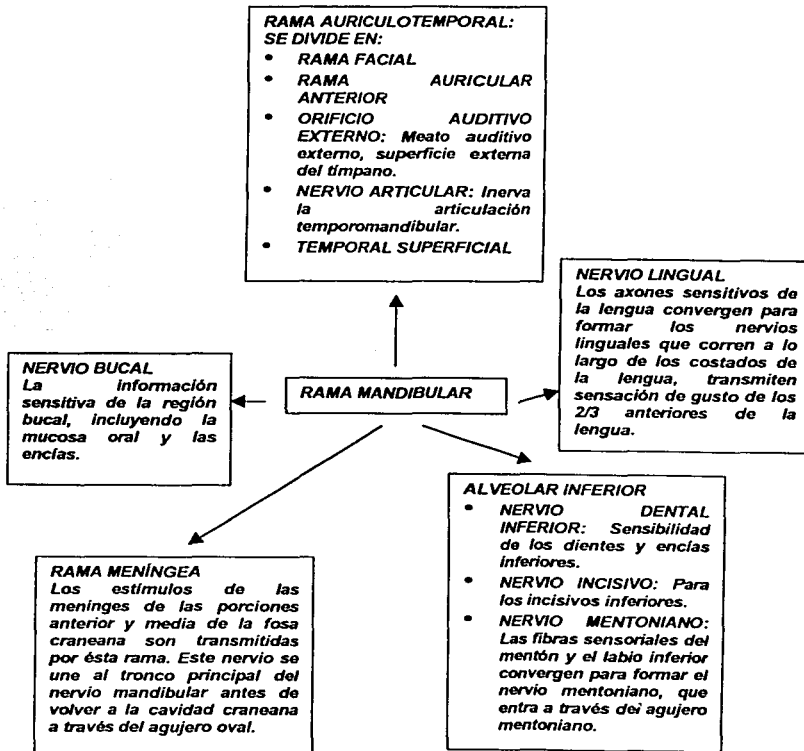 RAMA AURICULOTEMPORAL:
SE DIVIDE EN:
• RAMA FACIAL
• RAMA AURICULAR
ANTERIOR
• ORIFICIO AUDITIVO
EXTERNO: Meato auditivo
externo, superficie externa
del tímpano.
• NERVIO ARTICULAR: Inerva
la articulación
temporomandibular.
• TEMPORAL SUPERFICIAL
NERVIO LINGUAL
Los axones sensitivos de
la lengua convergen para
formar los nervios
linguales que corren a lo
largo de los costados de
la lengua, transmiten
sensación de gusto de los
2/3 anteriores de la
lengua.
NERVIO BUCAL
La información
sensitiva de la región
bucal, incluyendo la
mucosa oral y las
encías.
RAMA MANDIBULAR
ALVEOLAR INFERIOR
• NERVIO DENTAL
INFERIOR: Sensibilidad
de los dientes y encías
inferiores.
• NERVIO INCISIVO: Para
los incisivos inferiores.
• NERVIO MENTONIANO:
Las fibras sensoriales del
mentón y el labio inferior
convergen para formar el
nervio mentoniano, que
entra a través del agujero
mentoniano.
RAMA MENÍNGEA
Los estímulos de las
meninges de las porciones
anterior y media de la fosa
craneana son transmitidas
por ésta rama. Este nervio se
une al tronco principal del
nervio mandibular antes de
volver a la cavidad craneana
a través del agujero oval.